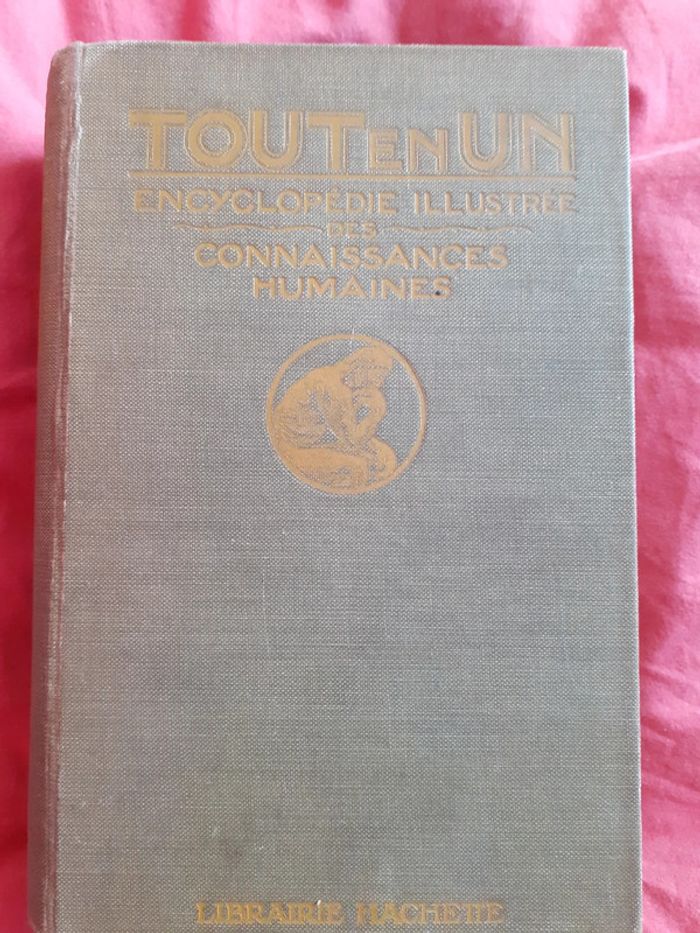 TOUT EN UN
ENCYCLOPÉDIE ILLUSTRÉE
DES
CONNAISSANCES
HUMAINES
LIBRAIRIE HACHETTE